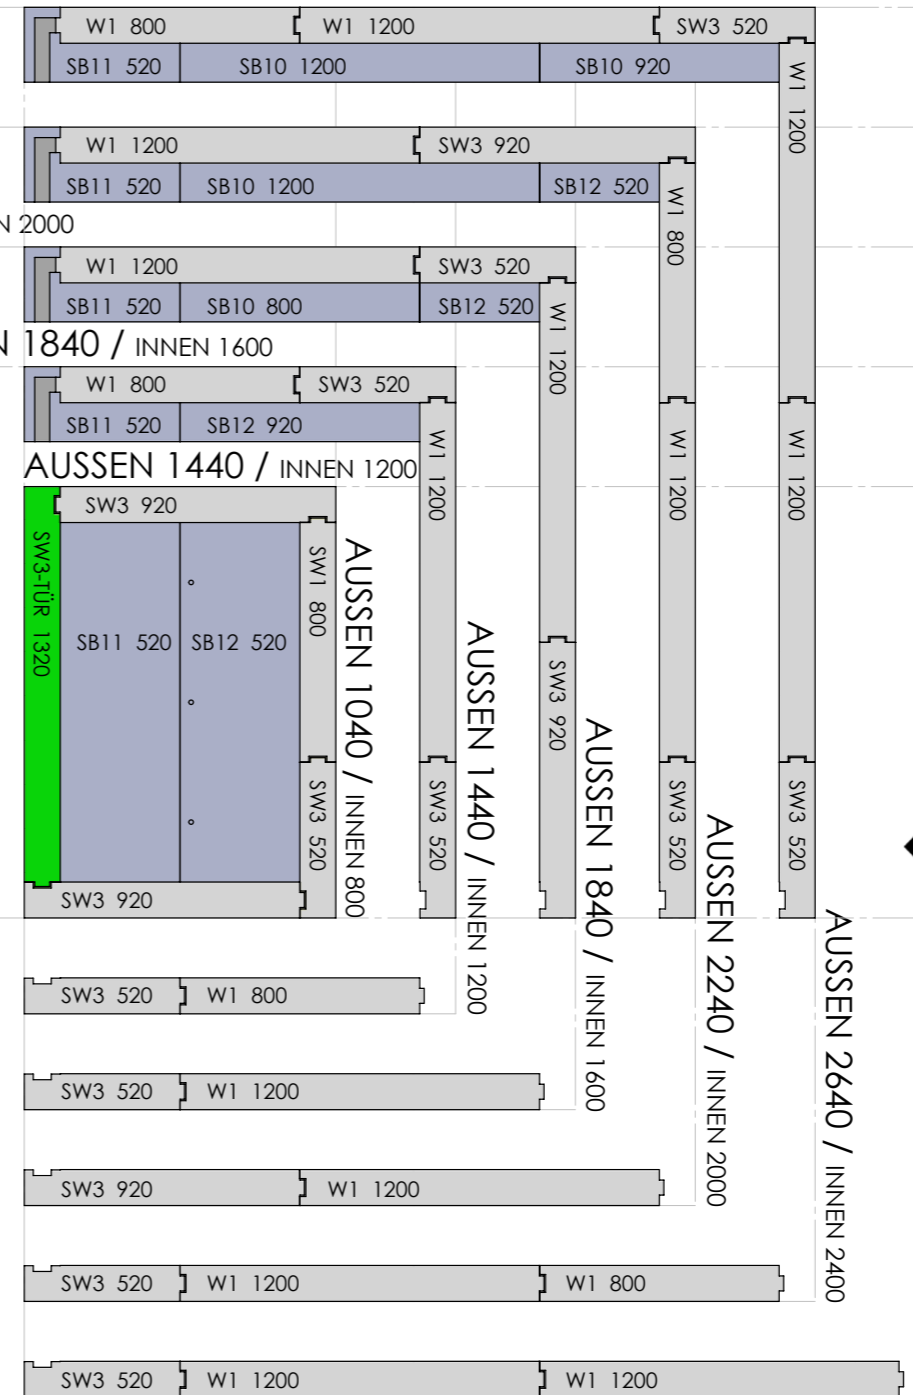 W1 800 W1 1200 SW3 520
SB11 520 SB10 1200 SB10 920
W1 1200
W1 1200
SW3 520
W1 1200 SW3 920
SB11 520 SB10 1200 SB12 520
N 2000
W1 800
W1 1200
SW3 520
W1 1200 SW3 520
SB11 520 SB10 800 SB12 520
N 1840 / INNEN 1600
W1 1200
SW3 920
W1 800 SW3 520
SB11 520 SB12 920
AUSSEN 1440 / INNEN 1200
W1 1200
SW3 520
SW3 920
SW3-TÜR 1320
SB11 520 SB12 520
SW1 800
SW3 520
SW3 920
AUSSEN 1040 / INNEN 800
AUSSEN 1440 / INNEN 1200
AUSSEN 1840 / INNEN 1600
AUSSEN 2240 / INNEN 2000
AUSSEN 2640 / INNEN 2400
SW3 520 W1 800
SW3 520 W1 1200
SW3 920 W1 1200
SW3 520 W1 1200 W1 800
SW3 520 W1 1200 W1 1200